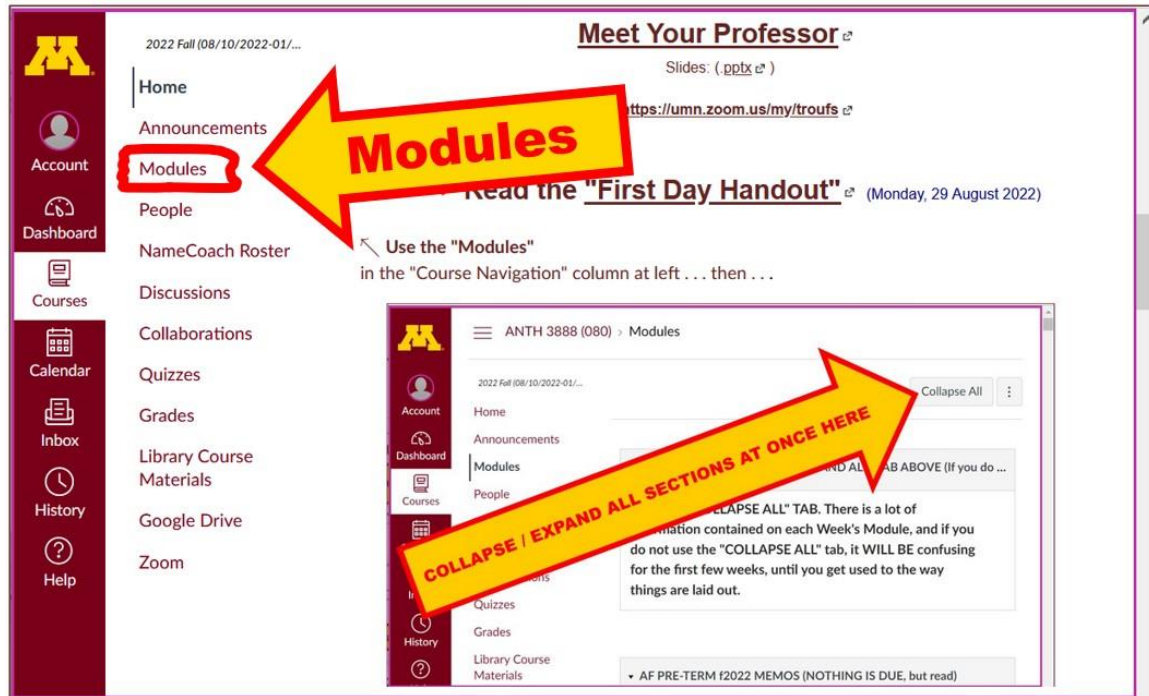 2022 Fall (08/10/2022-01/...
Home
Announcements
Modules
People
NameCoach Roster
Discussions
Collaborations
Quizzes
Grades
Library Course
Materials
Google Drive
Zoom
Account
Dashboard
Courses
Calendar
Inbox
History
Help
Modules
Meet Your Professor
Slides: (.pptx )
ttps://umn.zoom.us/my/troufs
Read the "First Day Handout" (Monday, 29 August 2022)
Use the "Modules"
in the "Course Navigation" column at left . . . then . . .
ANTH 3888 (080) > Modules
2022 Fall (08/10/2022-01/...
Home
Announcements
Modules
People
Quizzes
Grades
Library Course
Materials
Account
Dashboard
Courses
History
Collapse All
COLLAPSE / EXPAND ALL SECTIONS AT ONCE HERE
ABOVE (If you do ...
APSE ALL" TAB. There is a lot of
contained on each Week's Module, and if you
do not use the "COLLAPSE ALL" tab, it WILL BE confusing
for the first few weeks, until you get used to the way
things are laid out.
AF PRE-TERM f2022 MEMOS (NOTHING IS DUE, but read)